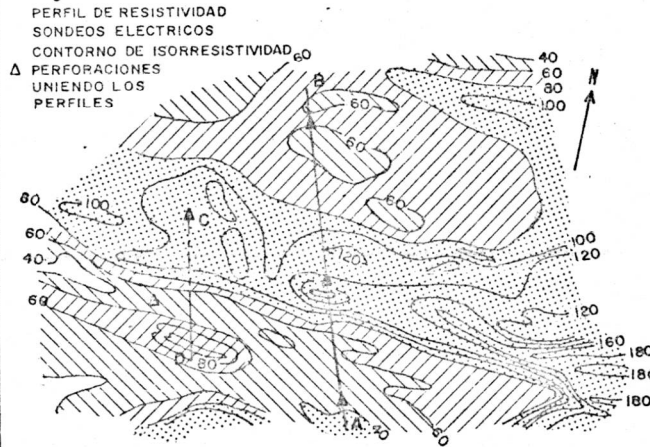 PERFIL DE RESISTIVIDAD
SONDEOS ELECTRICOS
CONTORNO DE ISORRESISTIVIDAD
Δ PERFORACIONES
UNIENDO LOS
PERFILES
60
40
60
80
100
N
B
60
60
60
80
100
C
60
40
60
120
100
120
120
160
180
180
180
D
80
A
60